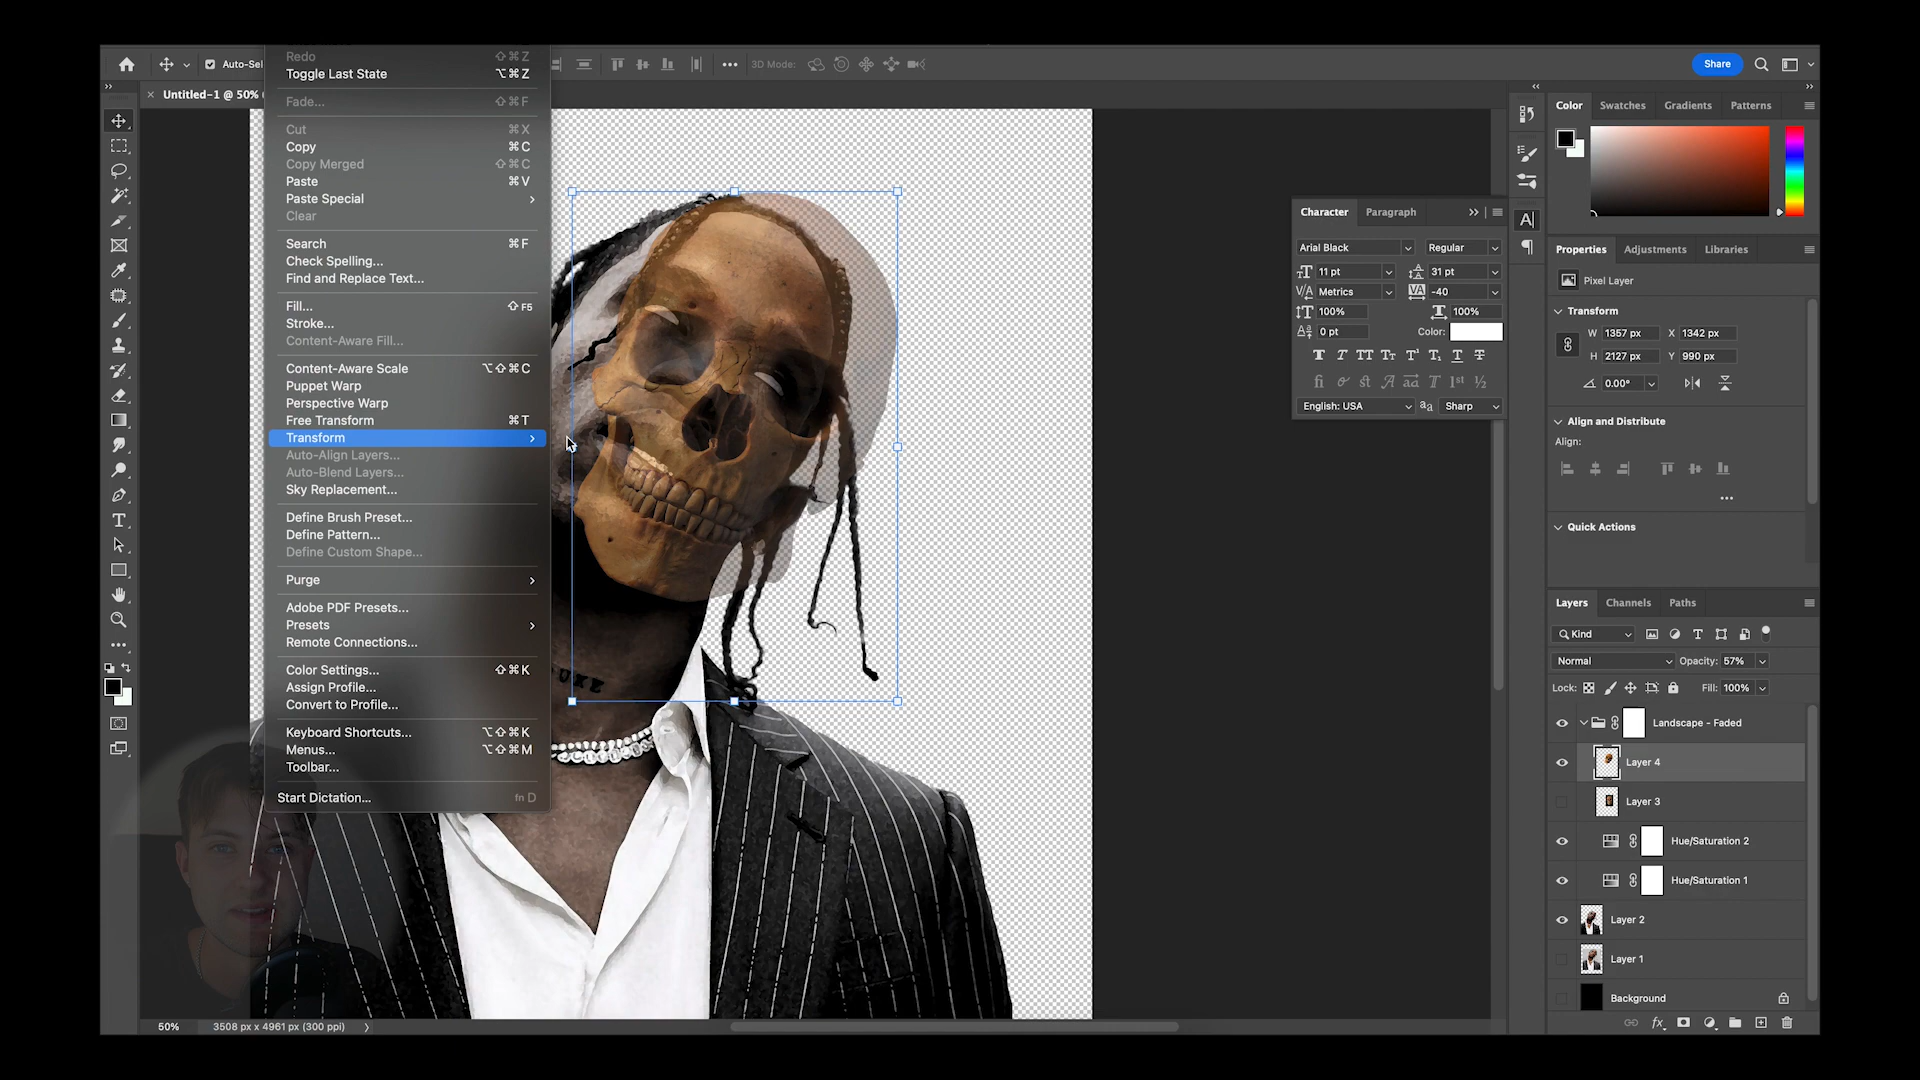 Auto-Sel
3D Mode:
Share
Untitled-1 @ 50%
Redo ⇧⌘Z
Toggle Last State ⌥⌘Z
Fade... ⇧⌘F
Cut ⌘X
Copy ⌘C
Copy Merged ⇧⌘C
Paste ⌘V
Paste Special
Clear
Search ⌘F
Check Spelling...
Find and Replace Text...
Fill... ⇧F5
Stroke...
Content-Aware Fill...
Content-Aware Scale ⌥⇧⌘C
Puppet Warp
Perspective Warp
Free Transform ⌘T
Transform
Auto-Align Layers...
Auto-Blend Layers...
Sky Replacement...
Define Brush Preset...
Define Pattern...
Define Custom Shape...
Purge
Adobe PDF Presets...
Presets
Remote Connections...
Color Settings... ⇧⌘K
Assign Profile...
Convert to Profile...
Keyboard Shortcuts... ⌥⇧⌘K
Menus... ⌥⇧⌘M
Toolbar...
Start Dictation... fn D
50% 3508 px x 4961 px (300 ppi)
Character Paragraph
Arial Black Regular
11 pt 31 pt
Metrics -40
100% 100%
0 pt Color:
English: USA Sharp
Color Swatches Gradients Patterns
Properties Adjustments Libraries
Pixel Layer
Transform
W 1357 px X 1342 px
H 2127 px Y 990 px
0.00°
Align and Distribute
Align:
Quick Actions
Layers Channels Paths
Kind
Normal Opacity: 57%
Lock: Fill: 100%
Landscape - Faded
Layer 4
Layer 3
Hue/Saturation 2
Hue/Saturation 1
Layer 2
Layer 1
Background